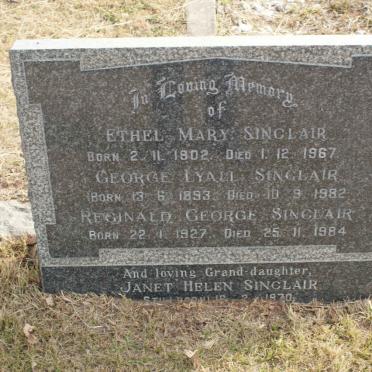 In Loving Memory
of
ETHEL MARY SINCLAIR
BORN 2. 11. 1802. DIED 1. 12. 1967.
GEORGE LYALL SINCLAIR
BORN 13. 6. 1893. DIED 10. 9. 1982.
REGINALD GEORGE SINCLAIR
BORN 22. 1. 1927. DIED 25. 11. 1984.
And loving Grand-daughter,
JANET HELEN SINCLAIR
1970.